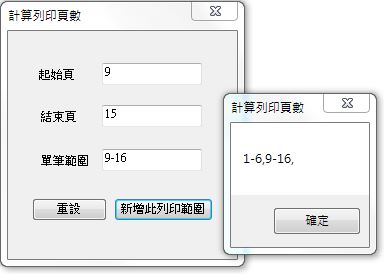 計算列印頁數
起始頁 9
結束頁 15
單筆範圍 9-16
重設 新增此列印範圍
計算列印頁數
1-6,9-16,
確定